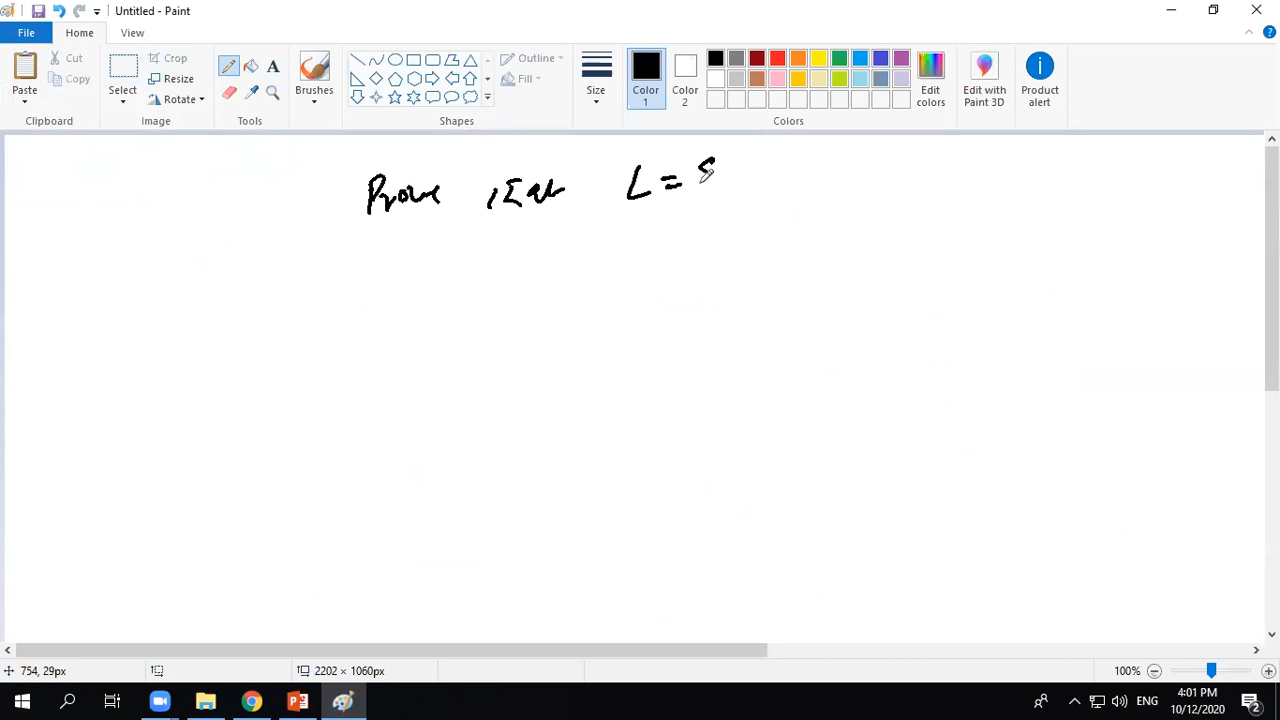 Untitled - Paint
File Home View
Paste Cut Copy Select Crop Resize Rotate A Brushes Outline Fill Size Color 1 Color 2 Edit colors Edit with Paint 3D Product alert
Clipboard Image Tools Shapes Colors
Prove that L =
754, 29px 2202 × 1060px 100%
ENG 4:01 PM 10/12/2020 2